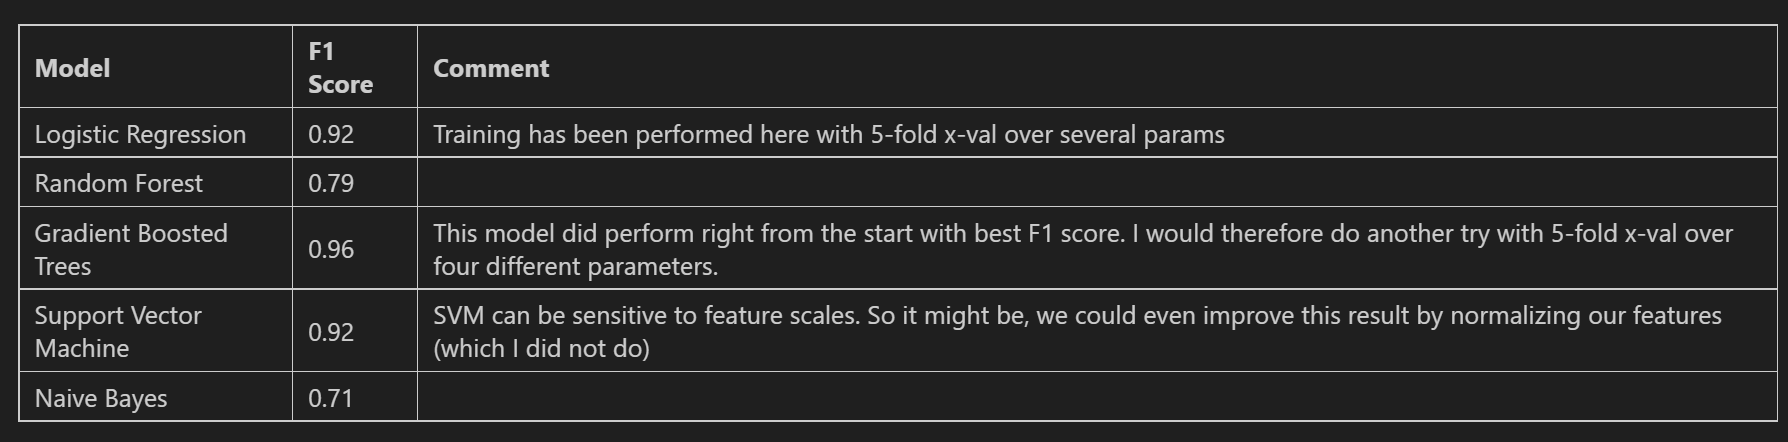 Model
F1
Score
Comment
Logistic Regression
0.92
Training has been performed here with 5-fold x-val over several params
Random Forest
0.79
Gradient Boosted
Trees
0.96
This model did perform right from the start with best F1 score. I would therefore do another try with 5-fold x-val over
four different parameters.
Support Vector
Machine
0.92
SVM can be sensitive to feature scales. So it might be, we could even improve this result by normalizing our features
(which I did not do)
Naive Bayes
0.71